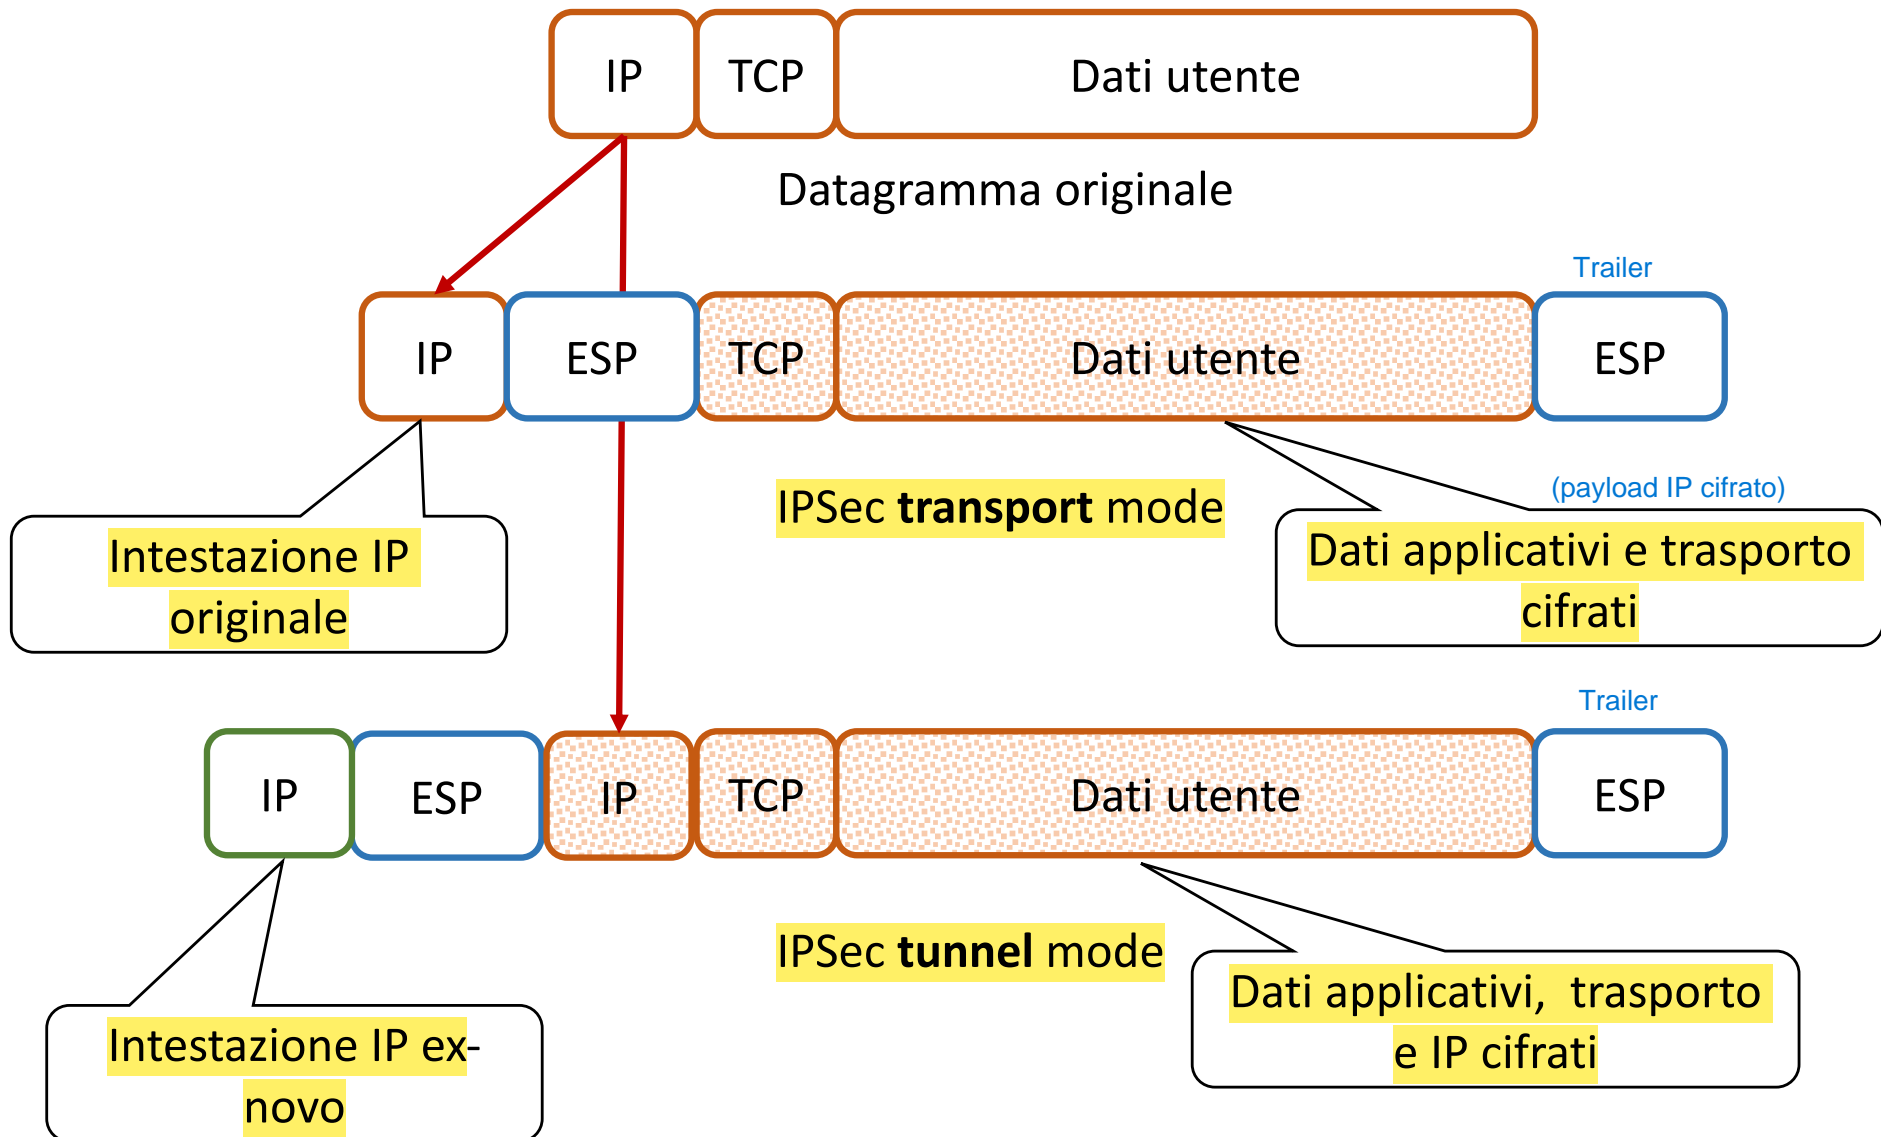 IP TCP Dati utente
Datagramma originale
Trailer
IP ESP TCP Dati utente ESP
IPSec transport mode
(payload IP cifrato)
Intestazione IP
originale
Dati applicativi e trasporto
cifrati
Trailer
IP ESP IP TCP Dati utente ESP
IPSec tunnel mode
Dati applicativi, trasporto
e IP cifrati
Intestazione IP ex-
novo